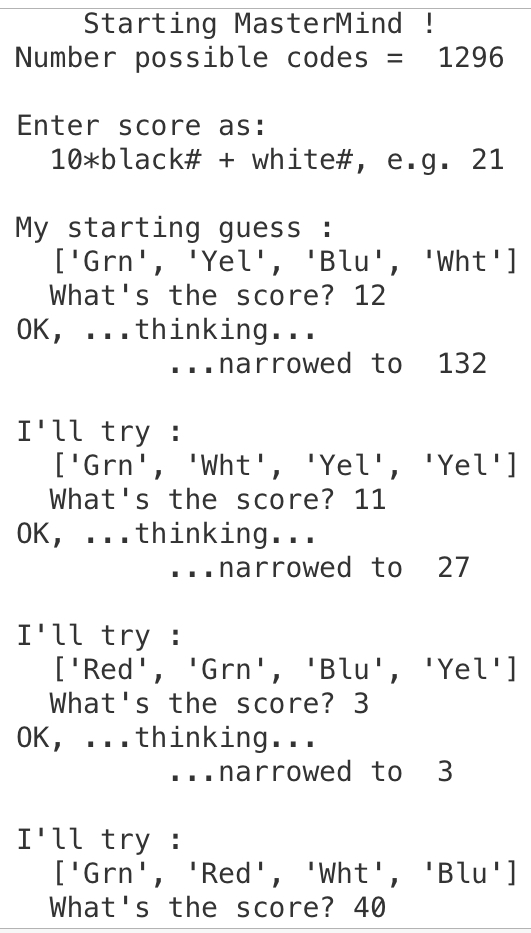 Starting MasterMind !
Number possible codes =  1296
Enter score as:
10*black# + white#, e.g. 21
My starting guess :
['Grn', 'Yel', 'Blu', 'Wht']
What's the score? 12
OK, ...thinking...
...narrowed to  132
I'll try :
['Grn', 'Wht', 'Yel', 'Yel']
What's the score? 11
OK, ...thinking...
...narrowed to  27
I'll try :
['Red', 'Grn', 'Blu', 'Yel']
What's the score? 3
OK, ...thinking...
...narrowed to  3
I'll try :
['Grn', 'Red', 'Wht', 'Blu']
What's the score? 40